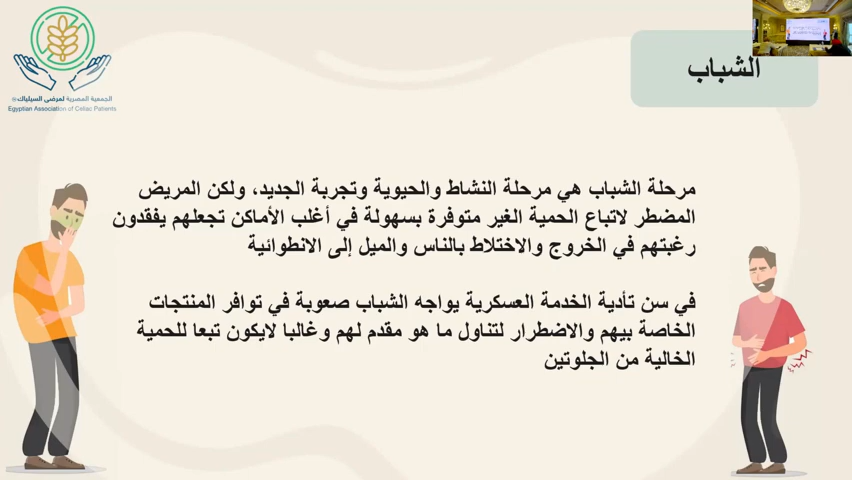 الجمعية المصرية لمرضى السيلياك
Egyptian Association of Celiac Patients
الشباب
مرحلة الشباب هي مرحلة النشاط والحيوية وتجربة الجديد، ولكن المريض
المضطر لاتباع الحمية الغير متوفرة بسهولة في أغلب الأماكن تجعلهم يفقدون
رغبتهم في الخروج والاختلاط بالناس والميل إلى الانطوائية
في سن تأدية الخدمة العسكرية يواجه الشباب صعوبة في توافر المنتجات
الخاصة بيهم والاضطرار لتناول ما هو مقدم لهم وغالبا لايكون تبعا للحمية
الخالية من الجلوتين